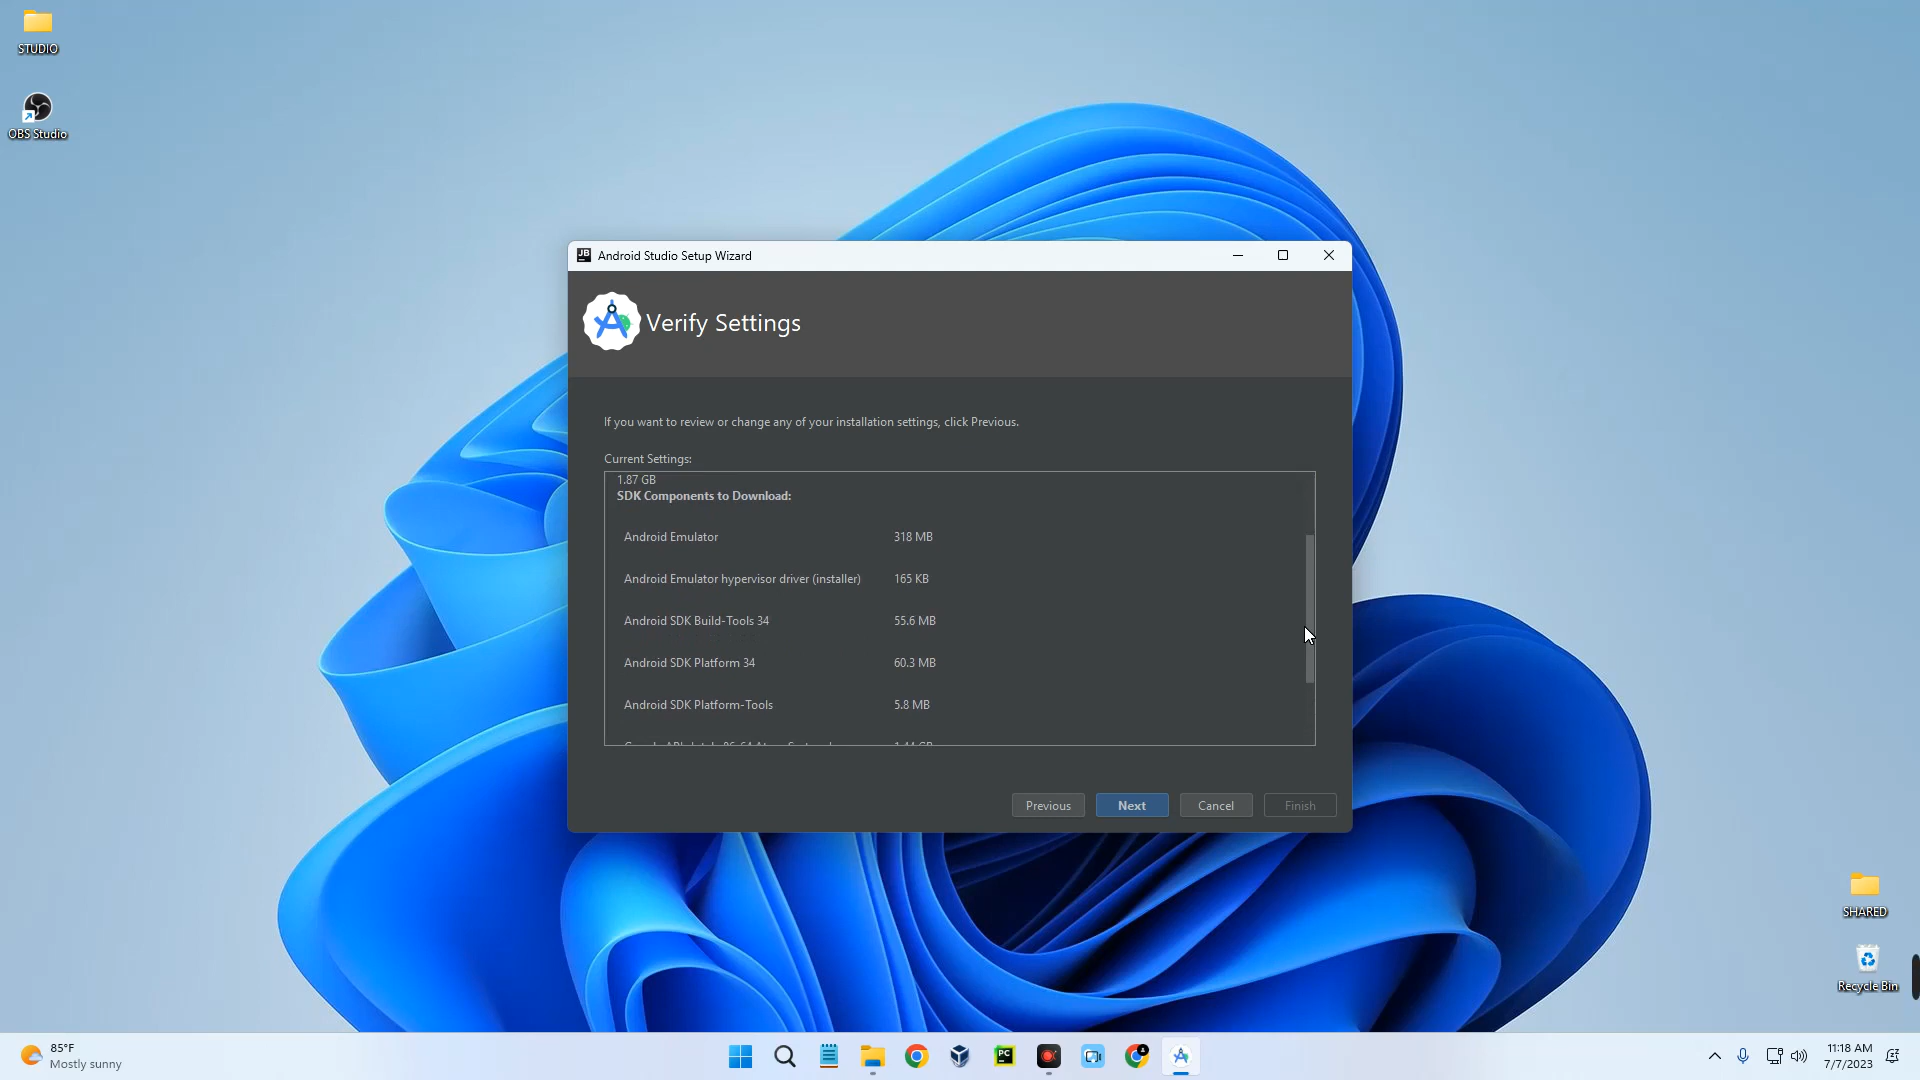 STUDIO
OBS Studio
Android Studio Setup Wizard
Verify Settings
If you want to review or change any of your installation settings, click Previous.
Current Settings:
1.87 GB
SDK Components to Download:
Android Emulator 318 MB
Android Emulator hypervisor driver (installer) 165 KB
Android SDK Build-Tools 34 55.6 MB
Android SDK Platform 34 60.3 MB
Android SDK Platform-Tools 5.8 MB
Previous Next Cancel Finish
SHARED
Recycle Bin
85°F
Mostly sunny
11:18 AM
7/7/2023